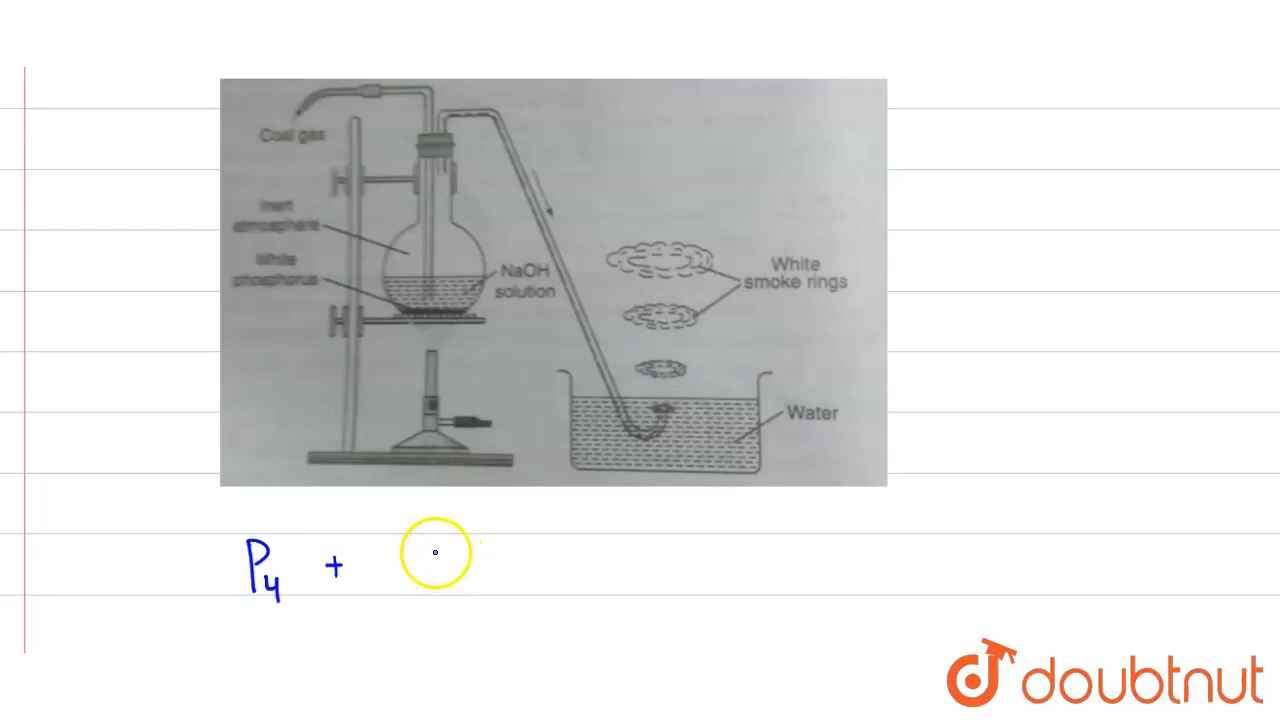 Coal gas
Inert
atmosphere
White
phosphorus
NaOH
solution
White
smoke rings
Water
P4 +
doubtnut